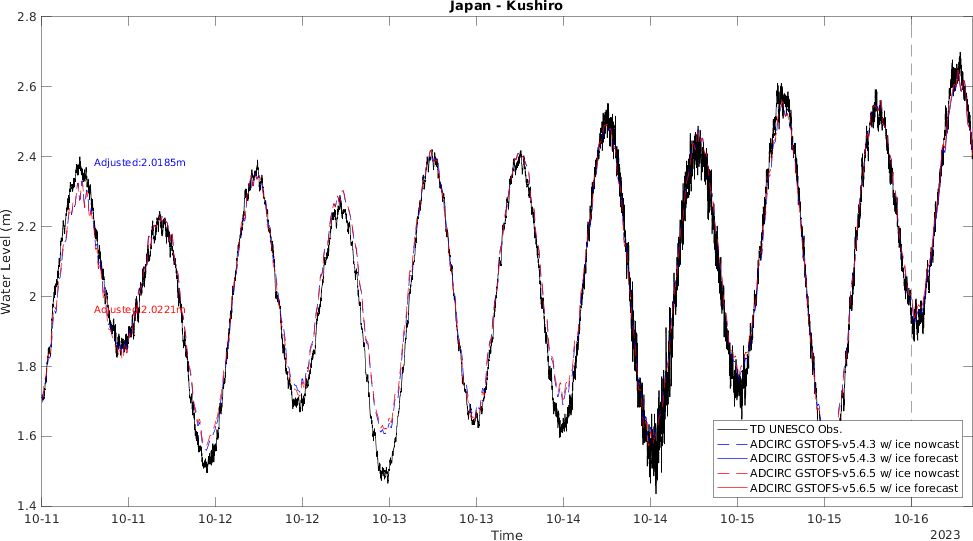 Japan - Kushiro
2.8
2.6
2.4
2.2
2
1.8
1.6
1.4
Water Level (m)
Adjusted:2.0185m
Adjusted:2.0221m
TD UNESCO Obs.
ADCIRC GSTOFS-v5.4.3 w/ ice nowcast
ADCIRC GSTOFS-v5.4.3 w/ ice forecast
ADCIRC GSTOFS-v5.6.5 w/ ice nowcast
ADCIRC GSTOFS-v5.6.5 w/ ice forecast
10-11 10-11 10-12 10-12 10-13 10-13 10-14 10-14 10-15 10-15 10-16
Time
2023